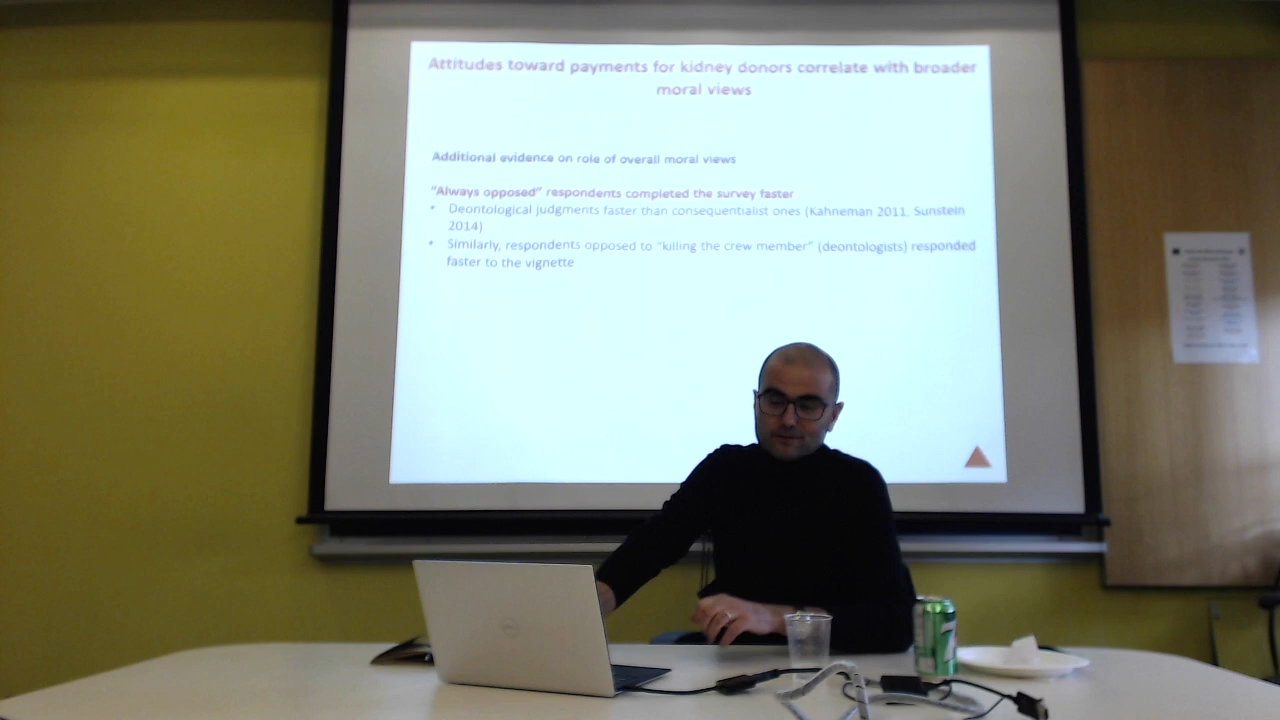 Attitudes toward payments for kidney donors correlate with broader
moral views
Additional evidence on role of overall moral views
"Always opposed" respondents completed the survey faster
• Deontological judgments faster than consequentialist ones (Kahneman 2011, Sunstein
2014)
• Similarly, respondents opposed to "killing the crew member" (deontologists) responded
faster to the vignette